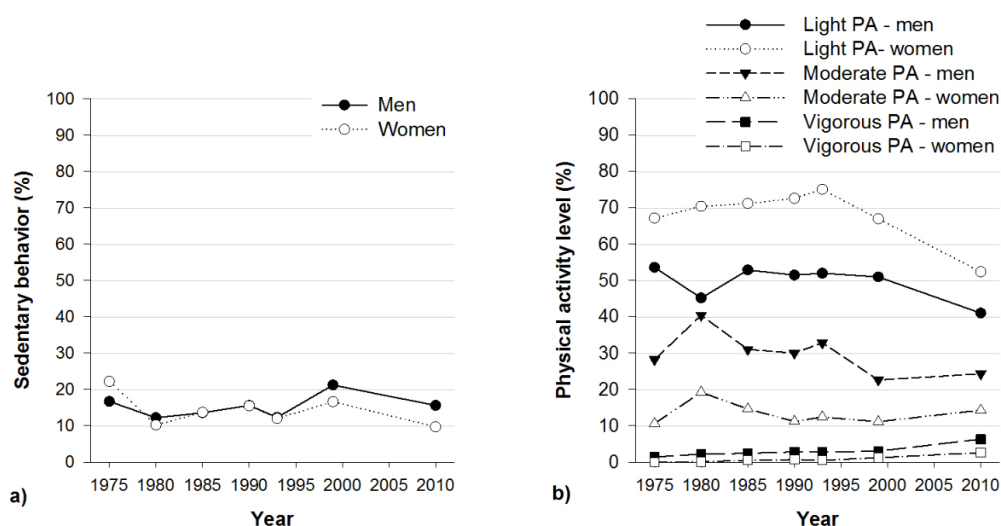 Men
Women
100
90
80
70
60
50
40
30
20
10
0
Sedentary behavior (%)
1975 1980 1985 1990 1995 2000 2005 2010
Year
a)
Light PA - men
Light PA- women
Moderate PA - men
Moderate PA - women
Vigorous PA - men
Vigorous PA - women
100
90
80
70
60
50
40
30
20
10
0
Physical activity level (%)
1975 1980 1985 1990 1995 2000 2005 2010
Year
b)